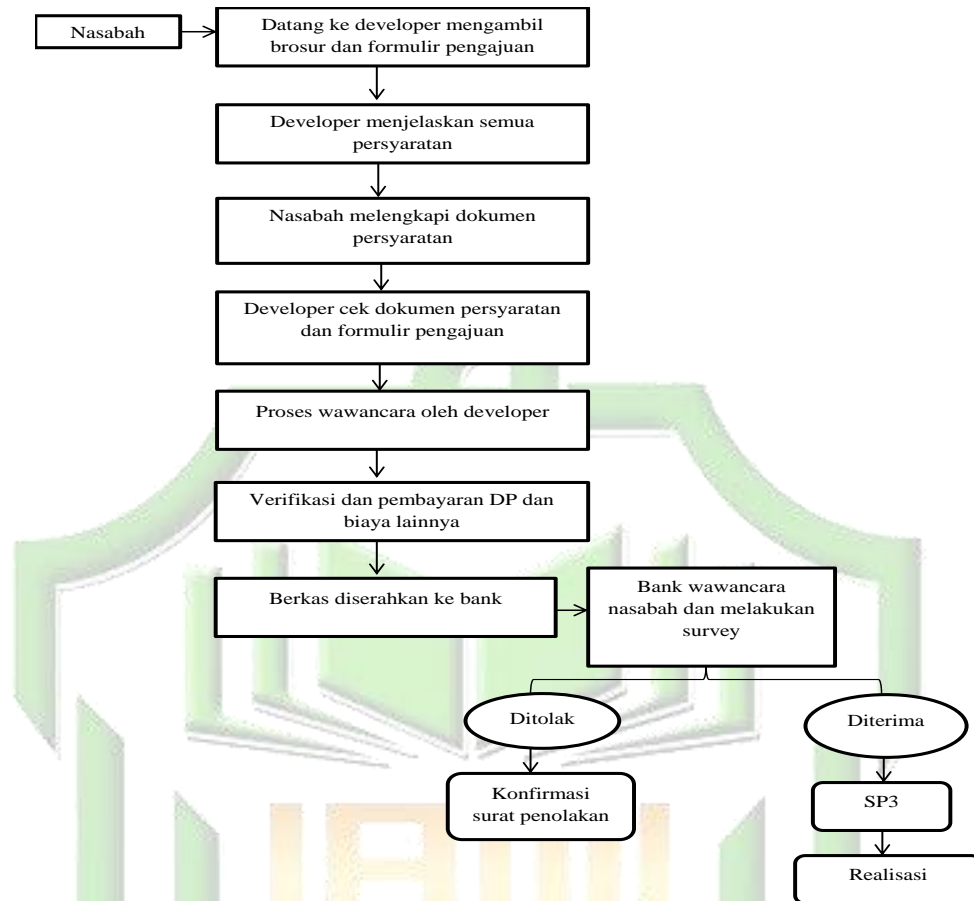 Nasabah
Datang ke developer mengambil
brosur dan formulir pengajuan
Developer menjelaskan semua
persyaratan
Nasabah melengkapi dokumen
persyaratan
Developer cek dokumen persyaratan
dan formulir pengajuan
Proses wawancara oleh developer
Verifikasi dan pembayaran DP dan
biaya lainnya
Berkas diserahkan ke bank
Bank wawancara
nasabah dan melakukan
survey
Ditolak
Diterima
Konfirmasi
surat penolakan
SP3
Realisasi